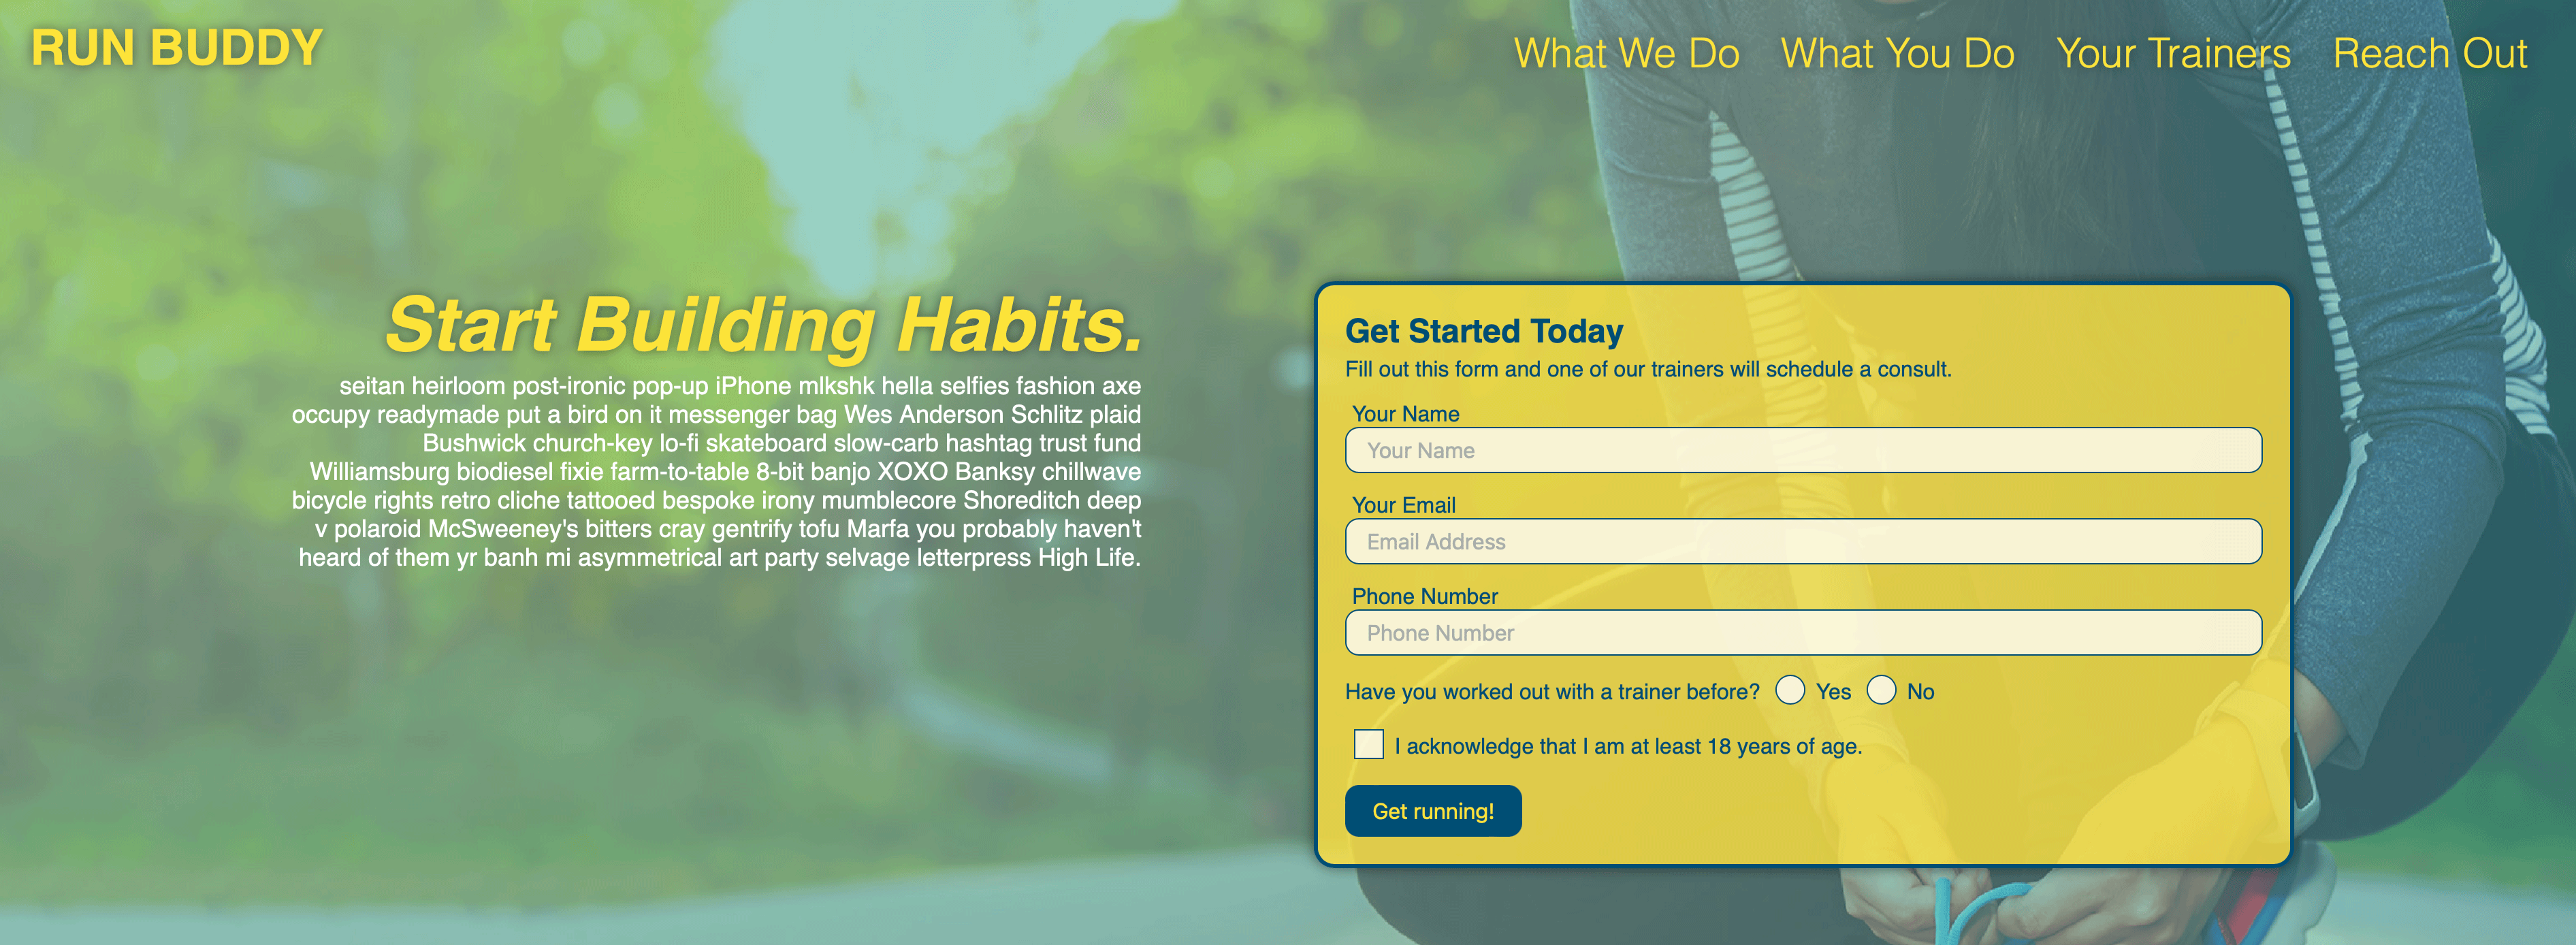 RUN BUDDY
What We Do What You Do Your Trainers Reach Out
Start Building Habits.
seitan heirloom post-ironic pop-up iPhone mlkshk hella selfies fashion axe
occupy readymade put a bird on it messenger bag Wes Anderson Schlitz plaid
Bushwick church-key lo-fi skateboard slow-carb hashtag trust fund
Williamsburg biodiesel fixie farm-to-table 8-bit banjo XOXO Banksy chillwave
bicycle rights retro cliche tattooed bespoke irony mumblecore Shoreditch deep
v polaroid McSweeney's bitters cray gentrify tofu Marfa you probably haven't
heard of them yr banh mi asymmetrical art party selvage letterpress High Life.
Get Started Today
Fill out this form and one of our trainers will schedule a consult.
Your Name
Your Name
Your Email
Email Address
Phone Number
Phone Number
Have you worked out with a trainer before? Yes No
I acknowledge that I am at least 18 years of age.
Get running!